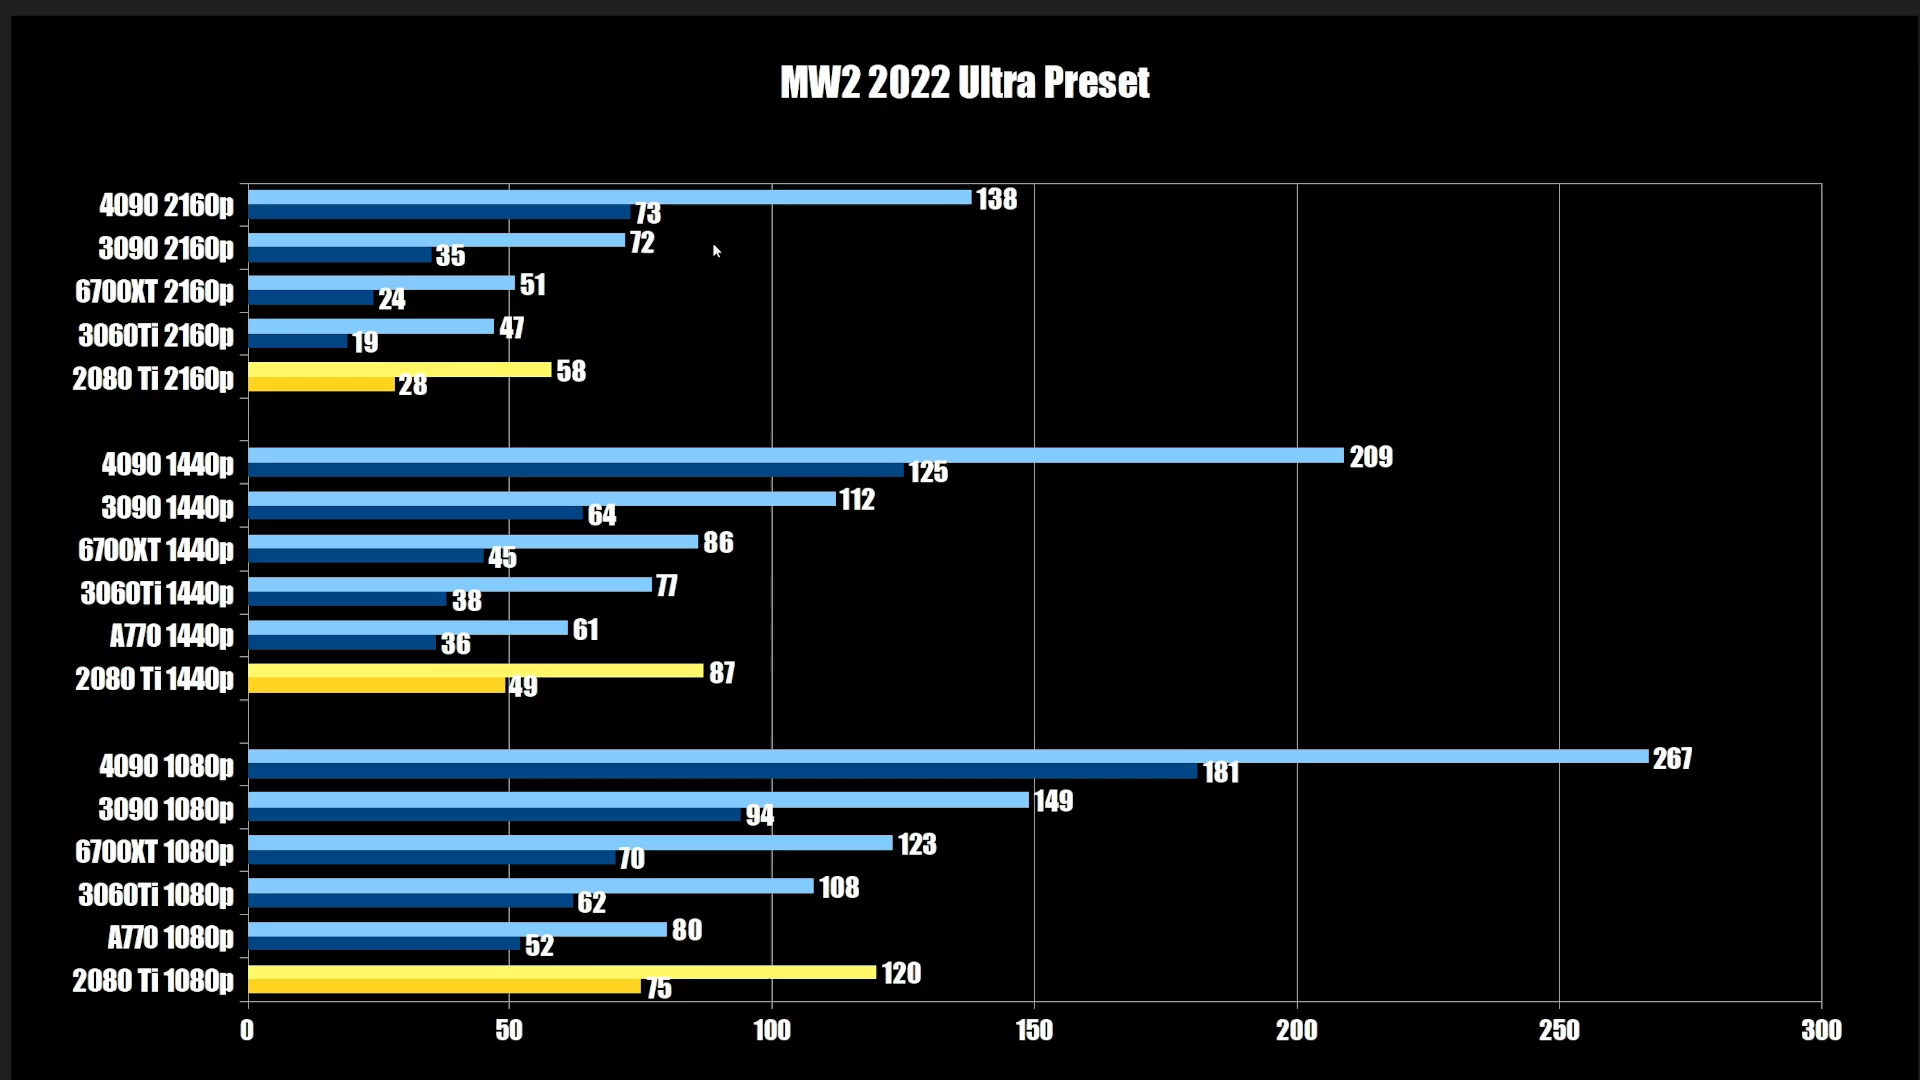 MW2 2022 Ultra Preset
4090 2160p 138
73
3090 2160p 72
35
6700XT 2160p 51
24
3060Ti 2160p 47
19
2080 Ti 2160p 58
28
4090 1440p 209
125
3090 1440p 112
64
6700XT 1440p 86
45
3060Ti 1440p 77
38
A770 1440p 61
36
2080 Ti 1440p 87
49
4090 1080p 267
181
3090 1080p 149
94
6700XT 1080p 123
70
3060Ti 1080p 108
62
A770 1080p 80
52
2080 Ti 1080p 120
75
0 50 100 150 200 250 300